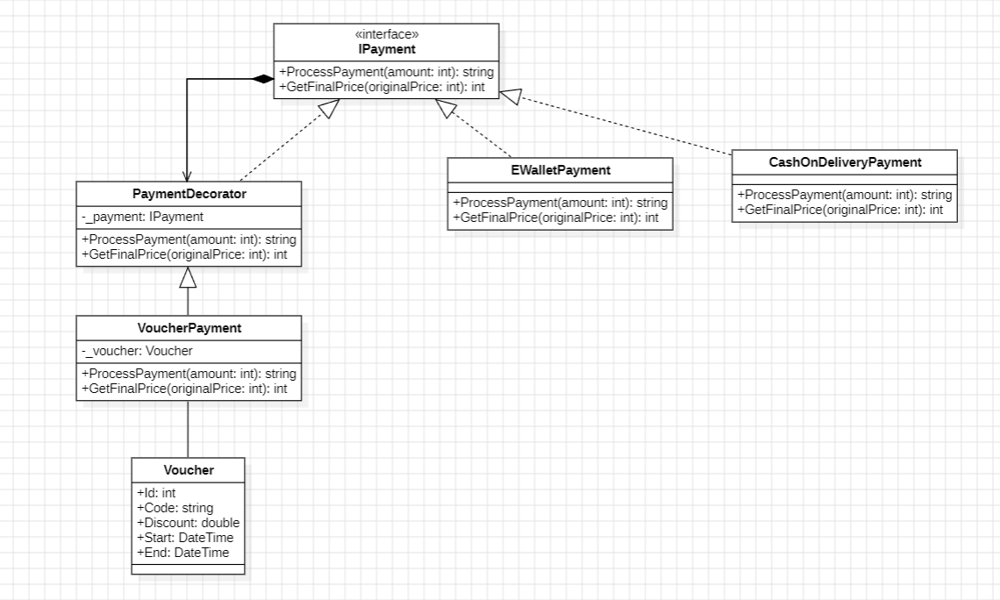 «interface»
IPayment
+ProcessPayment(amount: int): string
+GetFinalPrice(originalPrice: int): int
PaymentDecorator
-_payment: IPayment
+ProcessPayment(amount: int): string
+GetFinalPrice(originalPrice: int): int
EWalletPayment
+ProcessPayment(amount: int): string
+GetFinalPrice(originalPrice: int): int
CashOnDeliveryPayment
+ProcessPayment(amount: int): string
+GetFinalPrice(originalPrice: int): int
VoucherPayment
-_voucher: Voucher
+ProcessPayment(amount: int): string
+GetFinalPrice(originalPrice: int): int
Voucher
+Id: int
+Code: string
+Discount: double
+Start: DateTime
+End: DateTime